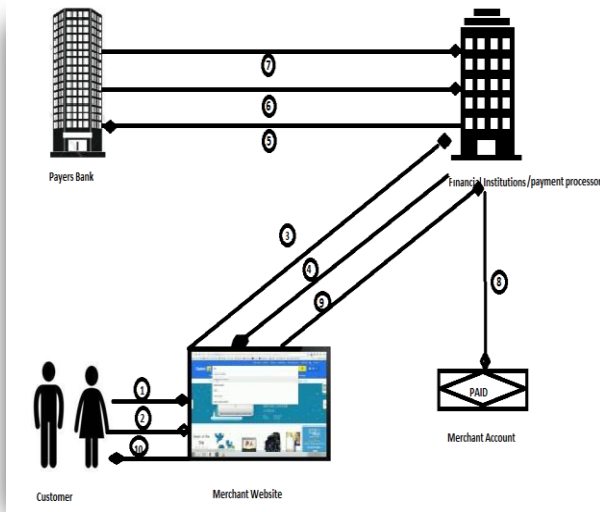 7
6
5
Payers Bank
Financial Institutions/payment processor
3
4
9
8
1
2
10
PAID
Merchant Account
Customer
Merchant Website